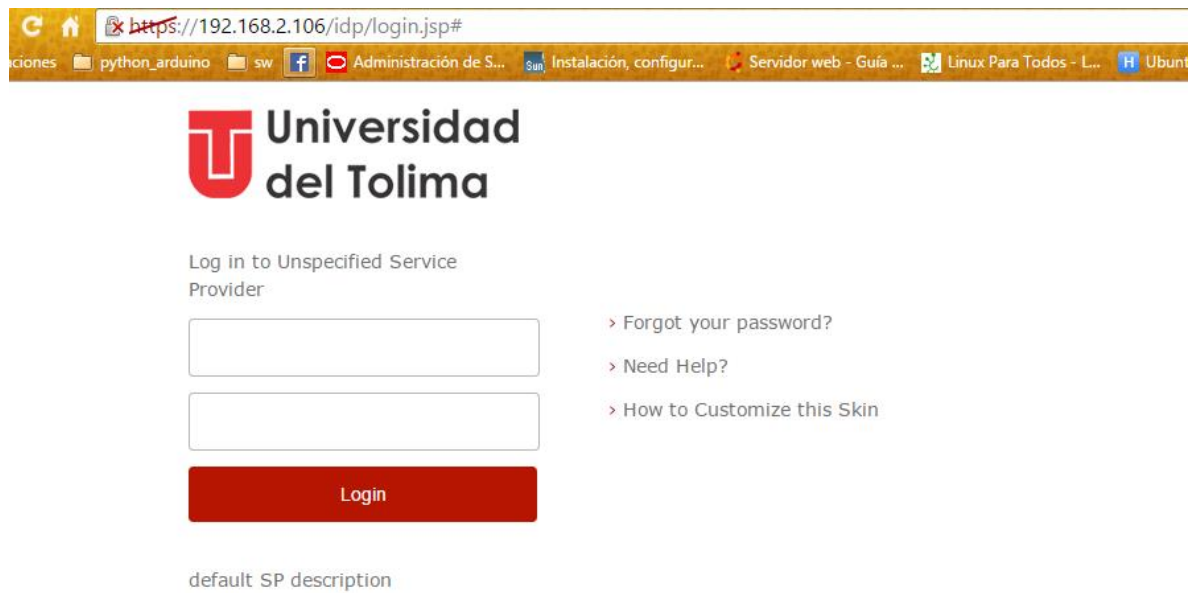 https://192.168.2.106/idp/login.jsp#
ciones python_arduino sw f Administración de S... Sun Instalación, configur... Servidor web - Guía ... Linux Para Todos - L... H Ubunt
Universidad
del Tolima
Log in to Unspecified Service
Provider
› Forgot your password?
› Need Help?
› How to Customize this Skin
Login
default SP description